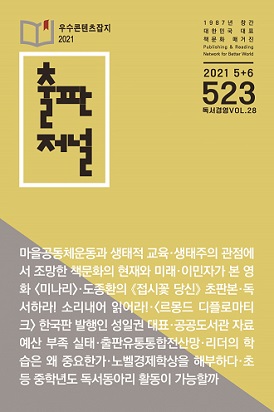 우수콘텐츠잡지
2021
1987년 창간
대한민국 대표
책문화 매거진
Publishing & Reading
Network for Better World
2021 5+6
523
독서경영VOL.28
출판
저널
마을공동체운동과 생태적 교육·생태주의 관점에
서 조망한 책문화의 현재와 미래·이민자가 본 영
화 〈미나리〉·도종환의 《접시꽃 당신》 초판본·독
서하라! 소리내어 읽어라!·〈르몽드 디플로마티
크〉 한국판 발행인 성일권 대표·공공도서관 자료
예산 부족 실태·출판유통통합전산망·리더의 학
습은 왜 중요한가·노벨경제학상을 해부하다·초
등 중학년도 독서동아리 활동이 가능할까